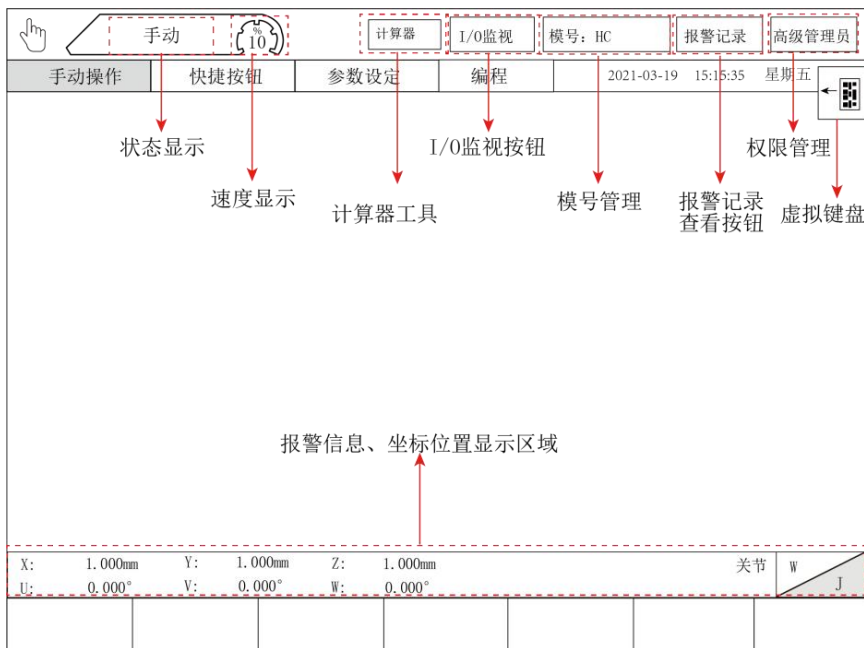 手动
%
10
计算器
I/O监视
模号：HC
报警记录
高级管理员
手动操作
快捷按钮
参数设定
编程
2021-03-19 15:15:35 星期五
状态显示
I/O监视按钮
权限管理
速度显示
计算器工具
模号管理
报警记录
查看按钮
虚拟键盘
报警信息、坐标位置显示区域
X: 1.000mm Y: 1.000mm Z: 1.000mm 关节 W
U: 0.000° V: 0.000° W: 0.000° J